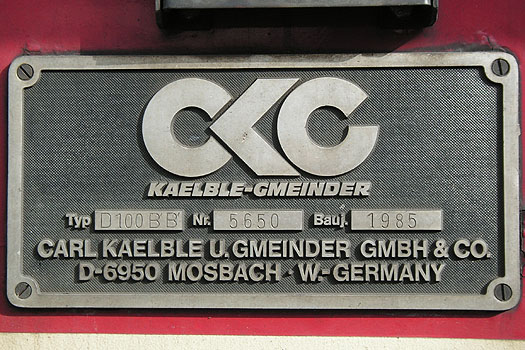 CKG
KAELBLE-GMEINDER
Typ D100BB' Nr. 5650 Bauj. 1985
CARL KAELBLE U. GMEINDER GMBH & CO.
D-6950 MOSBACH · W.-GERMANY